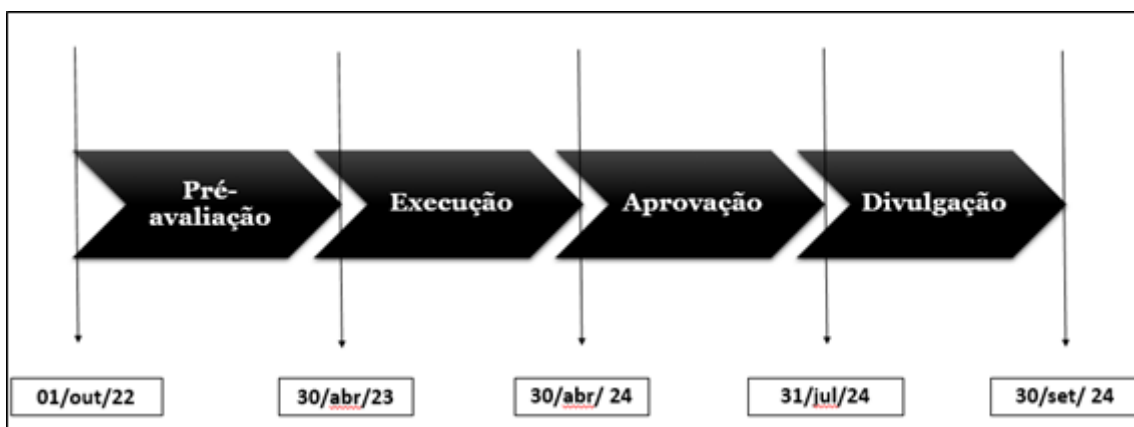 Pré-
avaliação
Execução
Aprovação
Divulgação
01/out/22
30/abr/23
30/abr/ 24
31/jul/24
30/set/ 24